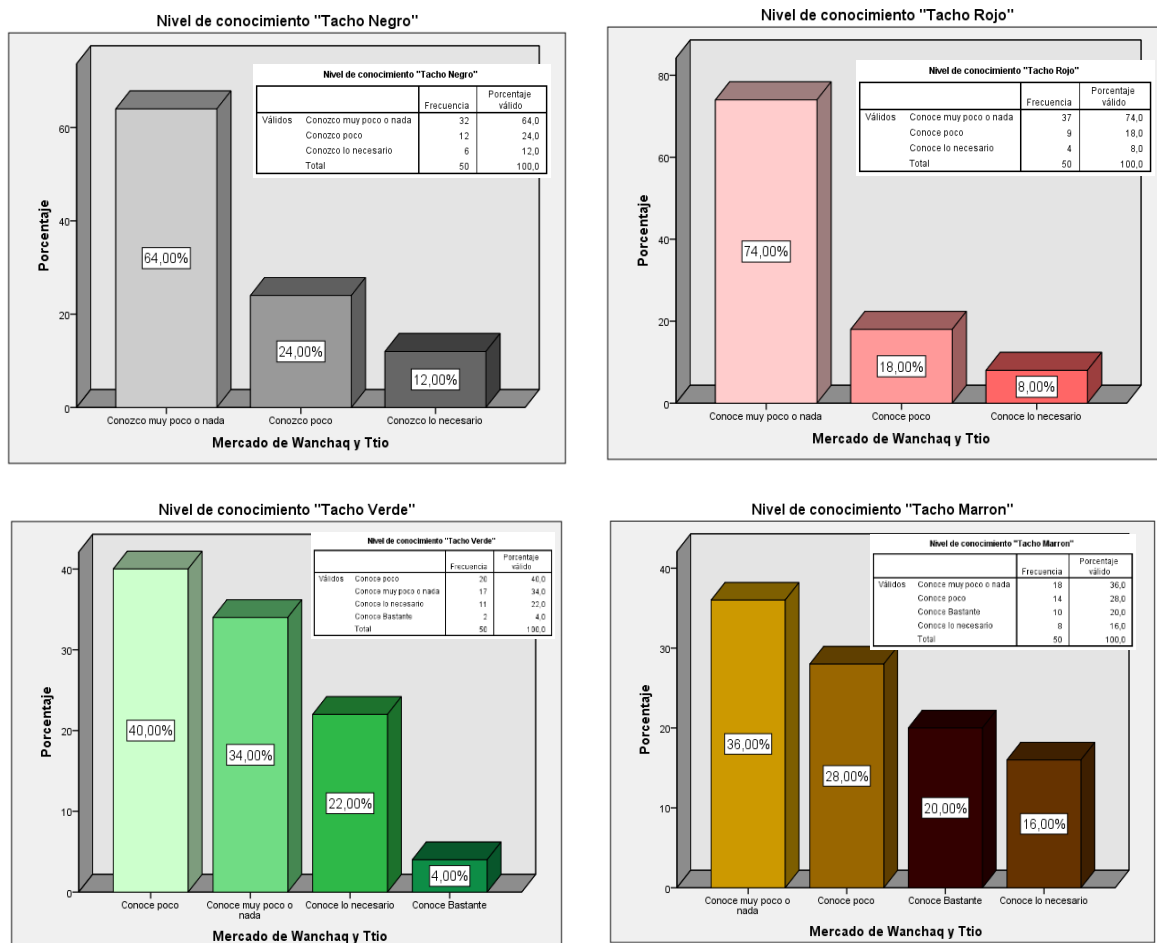 Nivel de conocimiento "Tacho Negro"
Nivel de conocimiento "Tacho Negro"
Frecuencia Porcentaje válido
Válidos Conozco muy poco o nada 32 64,0
Conozco poco 12 24,0
Conozco lo necesario 6 12,0
Total 50 100,0
Porcentaje
60
40
20
0
64,00%
24,00%
12,00%
Conozco muy poco o nada Conozco poco Conozco lo necesario
Mercado de Wanchaq y Ttio
Nivel de conocimiento "Tacho Rojo"
Nivel de conocimiento "Tacho Rojo"
Frecuencia Porcentaje válido
Válidos Conoce muy poco o nada 37 74,0
Conoce poco 9 18,0
Conoce lo necesario 4 8,0
Total 50 100,0
Porcentaje
80
60
40
20
0
74,00%
18,00%
8,00%
Conoce muy poco o nada Conoce poco Conoce lo necesario
Mercado de Wanchaq y Ttio
Nivel de conocimiento "Tacho Verde"
Nivel de conocimiento "Tacho Verde"
Frecuencia Porcentaje válido
Válidos Conoce poco 20 40,0
Conoce muy poco o nada 17 34,0
Conoce lo necesario 11 22,0
Conoce Bastante 2 4,0
Total 50 100,0
Porcentaje
40
30
20
10
0
40,00%
34,00%
22,00%
4,00%
Conoce poco Conoce muy poco o nada Conoce lo necesario Conoce Bastante
Mercado de Wanchaq y Ttio
Nivel de conocimiento "Tacho Marron"
Nivel de conocimiento "Tacho Marron"
Frecuencia Porcentaje válido
Válidos Conoce muy poco o nada 18 36,0
Conoce poco 14 28,0
Conoce Bastante 10 20,0
Conoce lo necesario 8 16,0
Total 50 100,0
Porcentaje
40
30
20
10
0
36,00%
28,00%
20,00%
16,00%
Conoce muy poco o nada Conoce poco Conoce Bastante Conoce lo necesario
Mercado de Wanchaq y Ttio